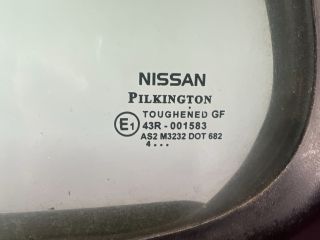 NISSAN
PILKINGTON
TOUGHENED GF
E1 43R-001583
AS2 M3232 DOT 682
4 ...